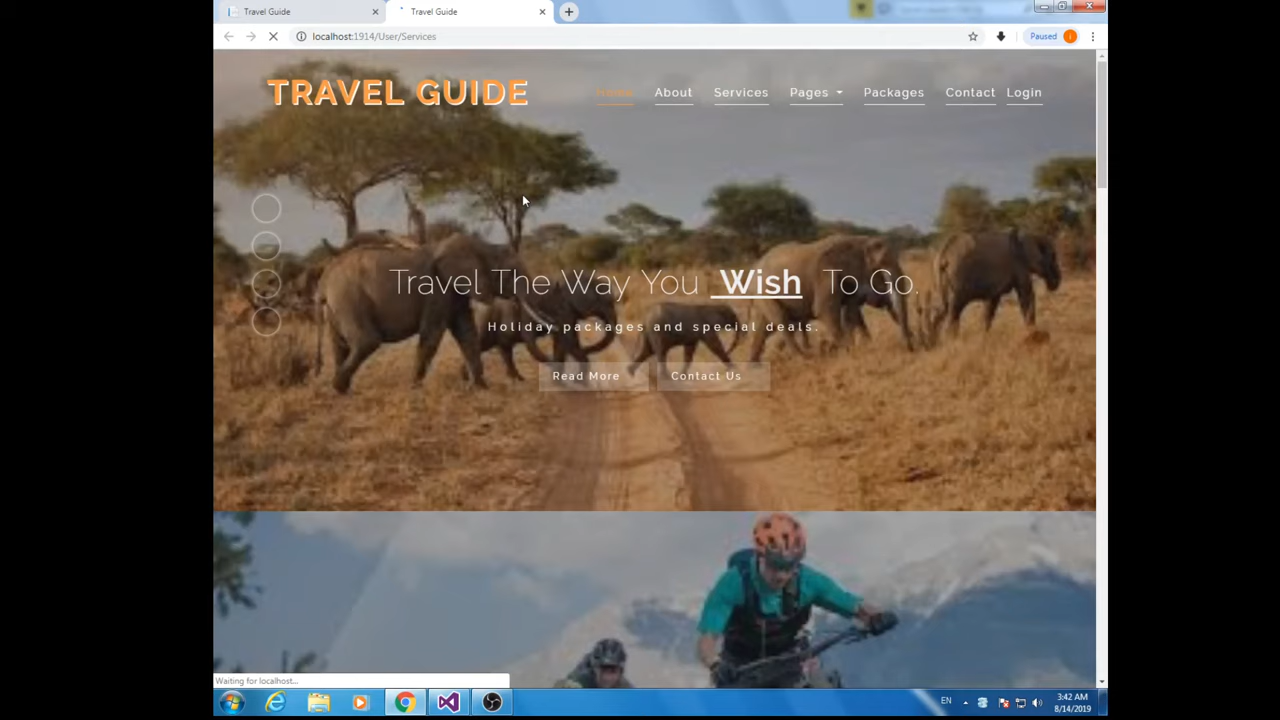 Travel Guide
Travel Guide
localhost:1914/User/Services
Paused
TRAVEL GUIDE
Home About Services Pages Packages Contact Login
Travel The Way You Wish To Go.
Holiday packages and special deals.
Read More
Contact Us
Waiting for localhost...
EN
3:42 AM
8/14/2019